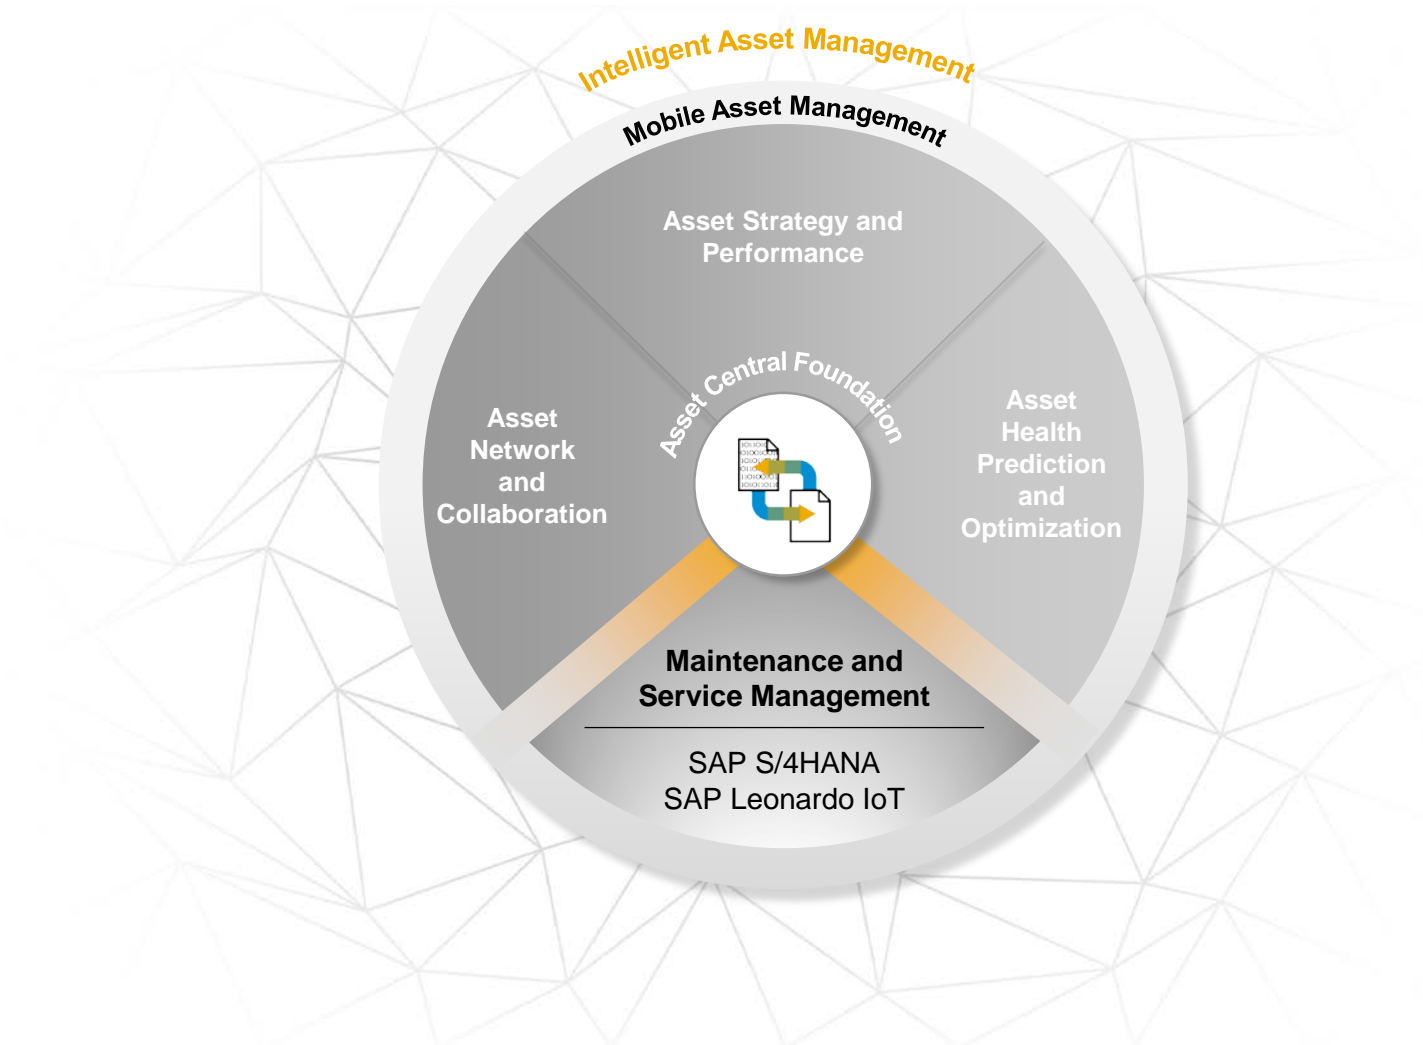 Intelligent Asset Management
Mobile Asset Management
Asset Strategy and
Performance
Asset Central Foundation
Asset
Network
and
Collaboration
Asset
Health
Prediction
and
Optimization
Maintenance and
Service Management
SAP S/4HANA
SAP Leonardo IoT